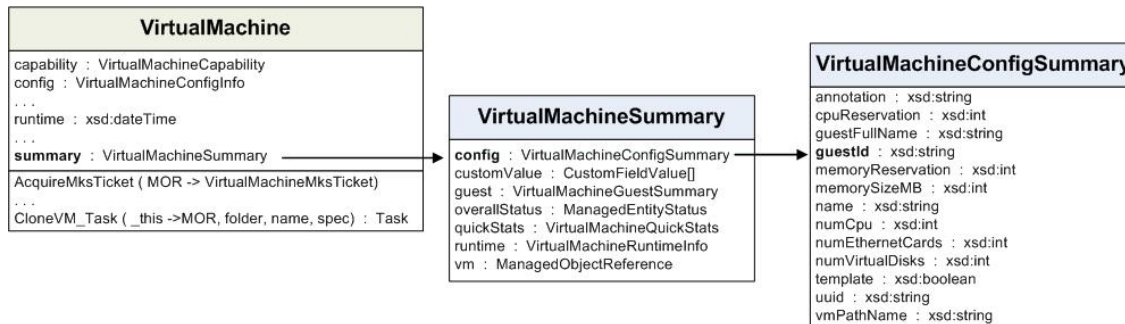 VirtualMachine
capability : VirtualMachineCapability
config : VirtualMachineConfigInfo
. . .
runtime : xsd:dateTime
. . .
summary : VirtualMachineSummary
AcquireMksTicket ( MOR -> VirtualMachineMksTicket)
. . .
CloneVM_Task ( _this ->MOR, folder, name, spec) : Task
VirtualMachineSummary
config : VirtualMachineConfigSummary
customValue : CustomFieldValue[]
guest : VirtualMachineGuestSummary
overallStatus : ManagedEntityStatus
quickStats : VirtualMachineQuickStats
runtime : VirtualMachineRuntimeInfo
vm : ManagedObjectReference
VirtualMachineConfigSummary
annotation : xsd:string
cpuReservation : xsd:int
guestFullName : xsd:string
guestId : xsd:string
memoryReservation : xsd:int
memorySizeMB : xsd:int
name : xsd:string
numCpu : xsd:int
numEthernetCards : xsd:int
numVirtualDisks : xsd:int
template : xsd:boolean
uuid : xsd:string
vmPathName : xsd:string